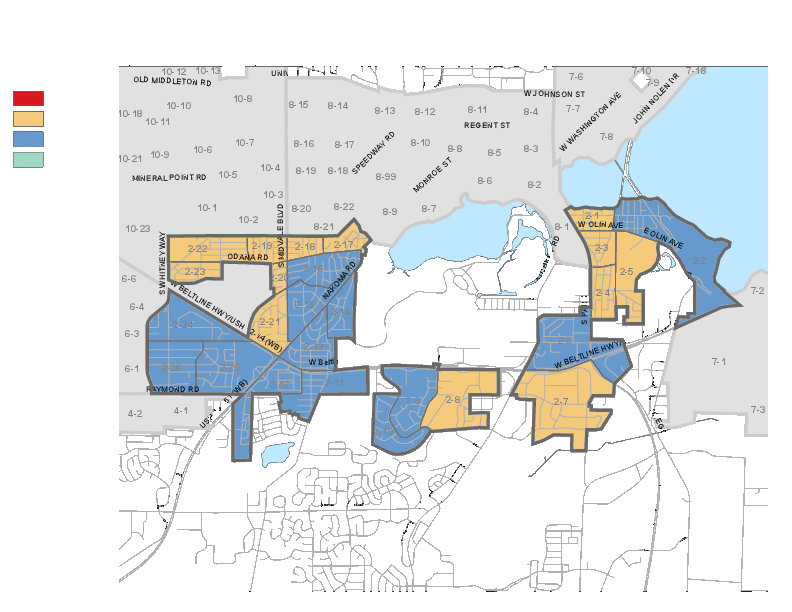 10-12 10-13 7-10 7-18
OLD MIDDLETON RD 7-6 7-9
10-8 W JOHNSON ST
10-10 8-15 8-14 8-13 8-12 8-11 8-4 7-7
10-18 10-11 REGENT ST W WASHINGTON AVE JOHN NOLEN DR
10-7 8-16 8-17 SPEEDWAY RD 8-10 7-8
10-21 10-9 10-6 8-8 8-5 8-3
MINERAL POINT RD 10-5 10-4 8-19 8-18 8-99 MONROE ST 8-6 8-2
10-3
10-1 8-20 8-22 8-9 8-7
10-2 S MIDVALE BLVD 2-1
10-23 8-21 8-1 W OLIN AVE E OLIN AVE
S WHITNEY WAY 2-22 2-19 2-18 2-17 2-3
ODANA RD
2-23 NAKOMA RD 2-5 2-2
6-6
W BELTLINE HWY/USH 2-4 7-2
6-4 2-21
6-3 2-14 (WB)
W BELTLINE HWY/
6-1 7-1
RAYMOND RD 2-11
2-8 2-7
4-2 4-1 7-3